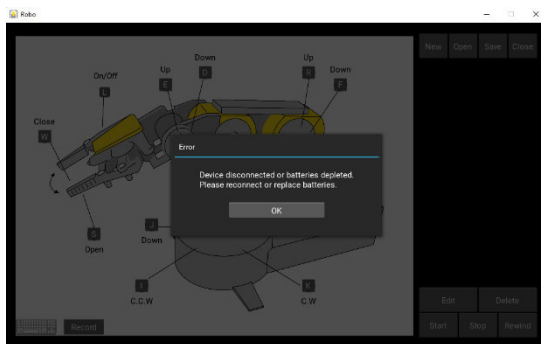 Robo
New Open Save Close
Down
D
Up
R
Up
E
Down
F
On/Off
L
Close
W
Error
Device disconnected or batteries depleted.
Please reconnect or replace batteries.
OK
S
Open
J
Down
I
C.C.W
K
C.W
Edit Delete
Record
Start Stop Rewind